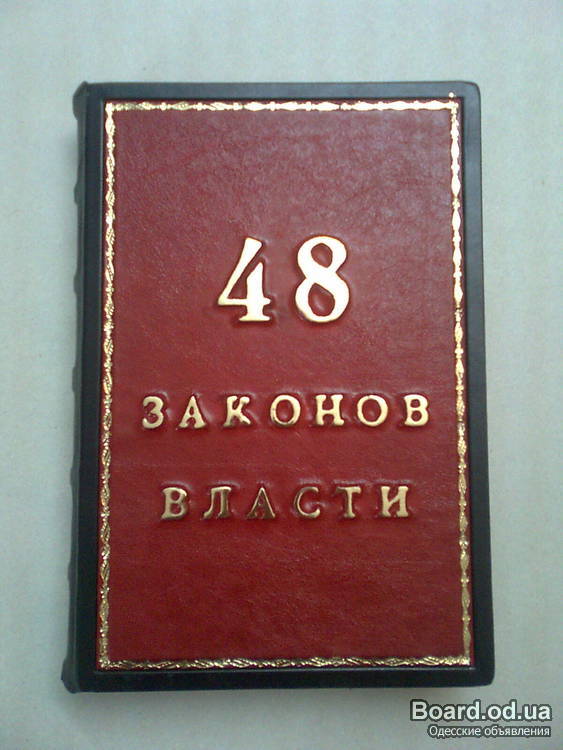 48
ЗАКОНОВ
ВЛАСТИ
Board.od.ua
Одесские объявления